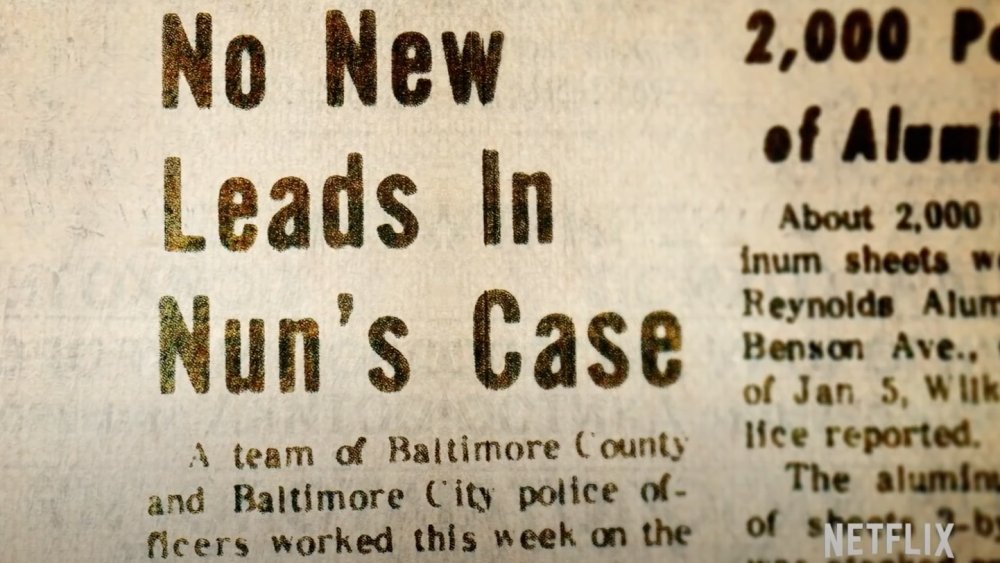 No New
Leads In
Nun's Case
A team of Baltimore County
and Baltimore City police of-
ficers worked this week on the
2,000
of
About 2,000
inum sheets
Reynolds
Benson Ave.,
of Jan 5,
lice reported.
The
of sheets
NETFLIX